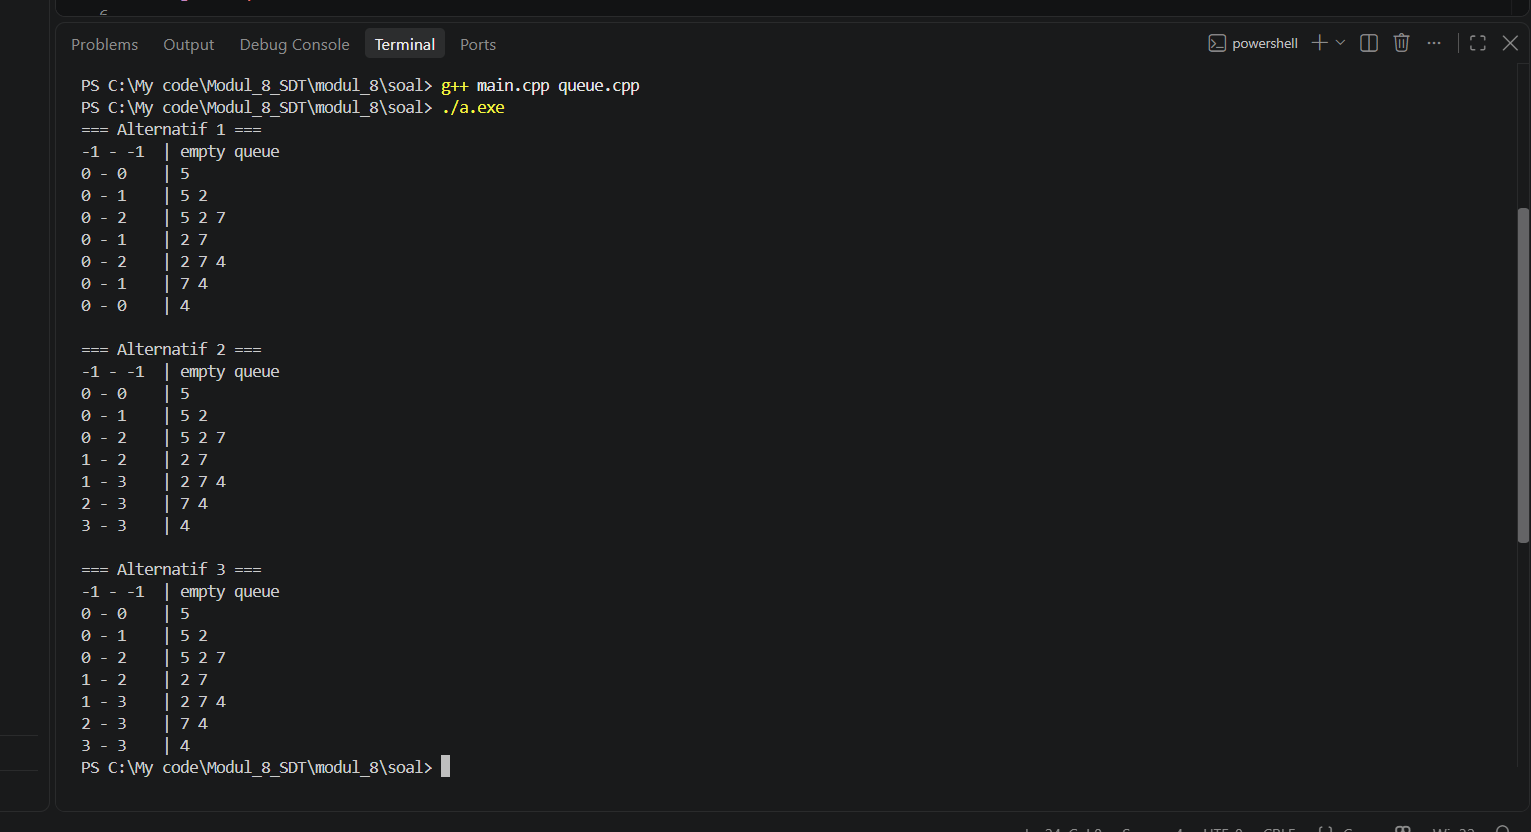 Problems Output Debug Console Terminal Ports powershell
PS C:\My code\Modul_8_SDT\modul_8\soal> g++ main.cpp queue.cpp
PS C:\My code\Modul_8_SDT\modul_8\soal> ./a.exe
=== Alternatif 1 ===
-1 - -1 | empty queue
0 - 0 | 5
0 - 1 | 5 2
0 - 2 | 5 2 7
0 - 1 | 2 7
0 - 2 | 2 7 4
0 - 1 | 7 4
0 - 0 | 4
=== Alternatif 2 ===
-1 - -1 | empty queue
0 - 0 | 5
0 - 1 | 5 2
0 - 2 | 5 2 7
1 - 2 | 2 7
1 - 3 | 2 7 4
2 - 3 | 7 4
3 - 3 | 4
=== Alternatif 3 ===
-1 - -1 | empty queue
0 - 0 | 5
0 - 1 | 5 2
0 - 2 | 5 2 7
1 - 2 | 2 7
1 - 3 | 2 7 4
2 - 3 | 7 4
3 - 3 | 4
PS C:\My code\Modul_8_SDT\modul_8\soal>